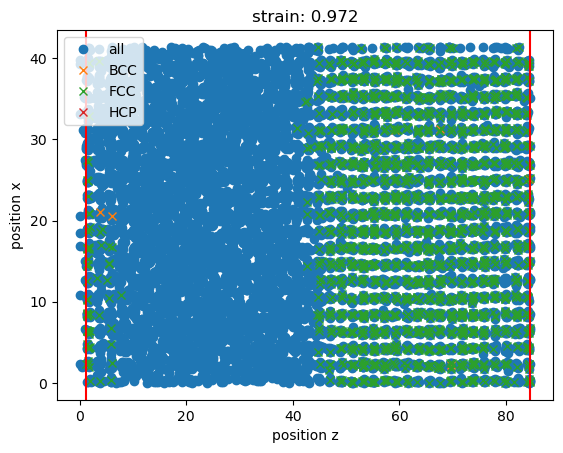 strain: 0.972
all
BCC
FCC
HCP
40
30
20
10
0
position x
0
20
40
60
80
position z